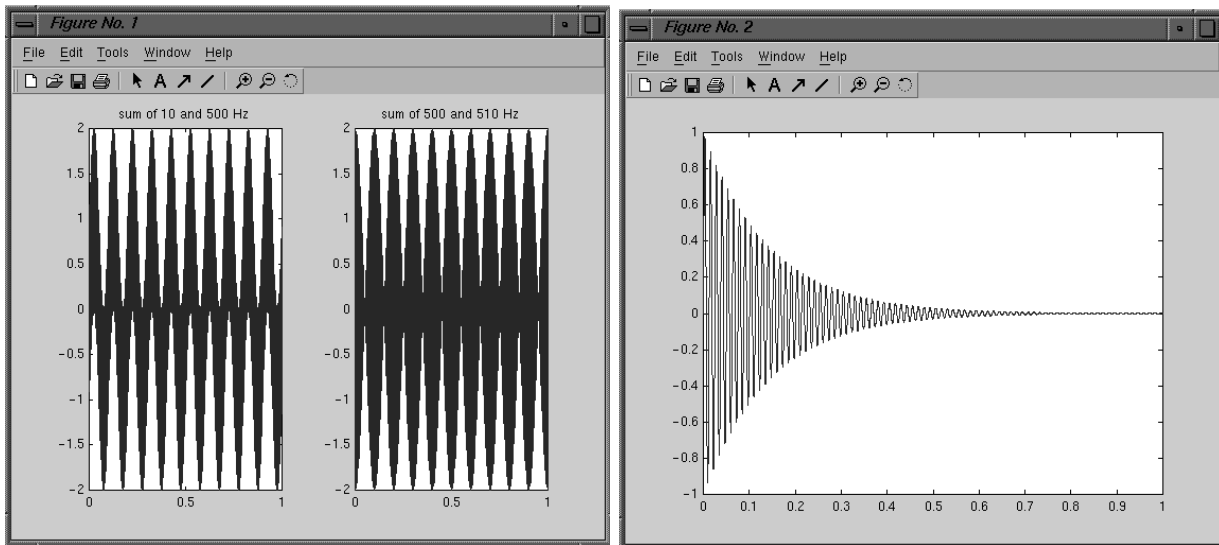 Figure No. 1
File Edit Tools Window Help
A
sum of 10 and 500 Hz
sum of 500 and 510 Hz
2
1.5
1
0.5
0
-0.5
-1
-1.5
-2
0 0.5 1
2
1.5
1
0.5
0
-0.5
-1
-1.5
-2
0 0.5 1
Figure No. 2
File Edit Tools Window Help
A
1
0.8
0.6
0.4
0.2
0
-0.2
-0.4
-0.6
-0.8
-1
0 0.1 0.2 0.3 0.4 0.5 0.6 0.7 0.8 0.9 1